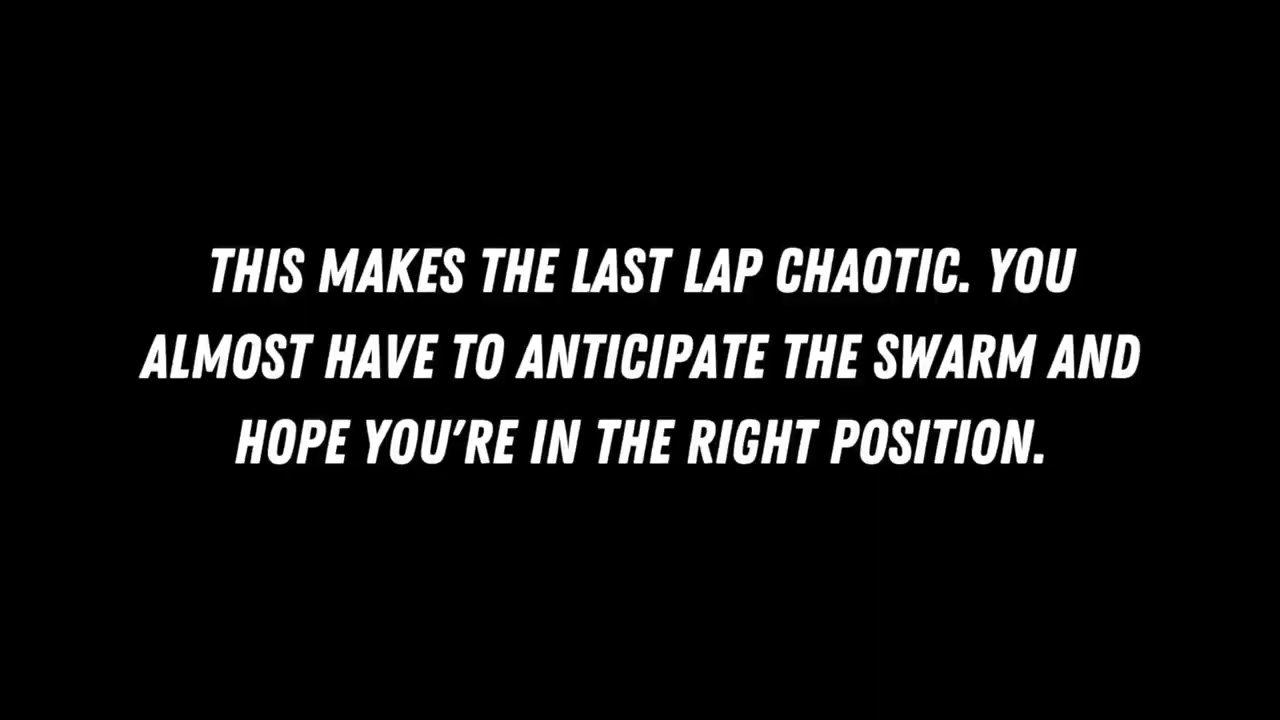 THIS MAKES THE LAST LAP CHAOTIC. YOU
ALMOST HAVE TO ANTICIPATE THE SWARM AND
HOPE YOU’RE IN THE RIGHT POSITION.